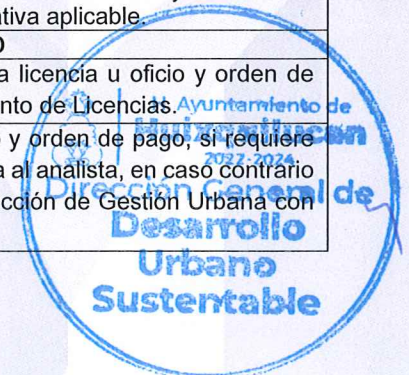 tiva aplicable.
O
a licencia u oficio y orden de
nto de Licencias.
o y orden de pago, si requiere
a al analista, en caso contrario
cción de Gestión Urbana con
H. Ayuntamiento de
Huixquilucan
2022-2024
Dirección General de
Desarrollo
Urbano
Sustentable